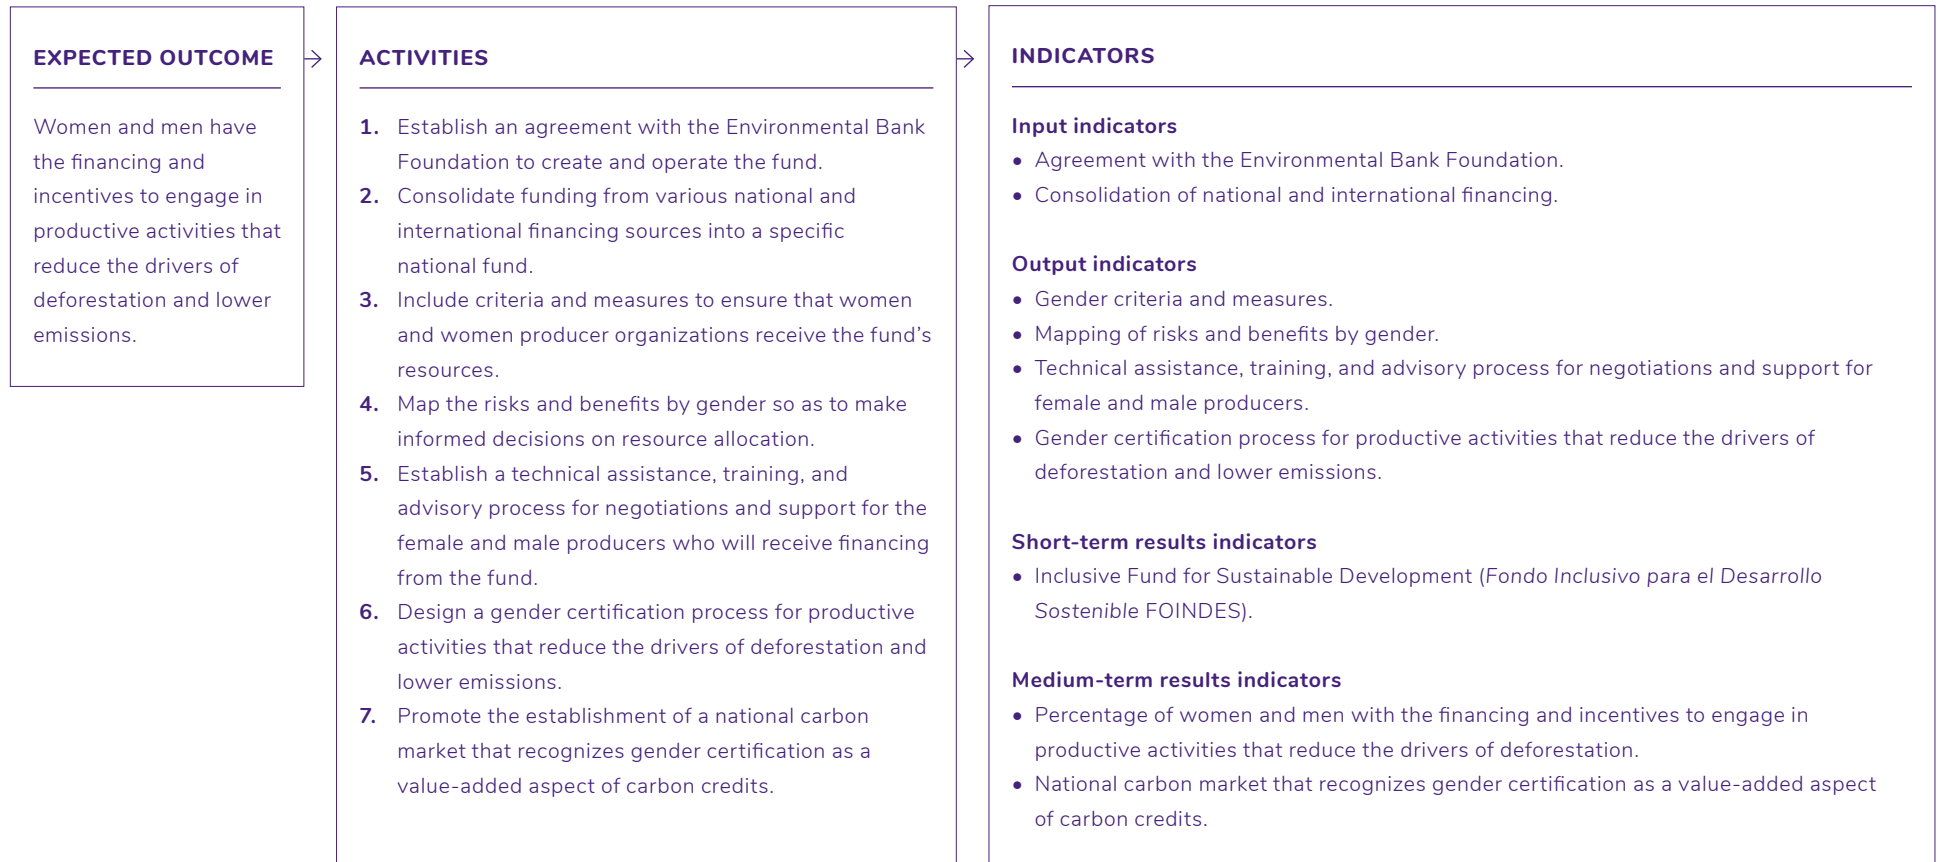 EXPECTED OUTCOME
Women and men have
the financing and
incentives to engage in
productive activities that
reduce the drivers of
deforestation and lower
emissions.
ACTIVITIES
1. Establish an agreement with the Environmental Bank
Foundation to create and operate the fund.
2. Consolidate funding from various national and
international financing sources into a specific
national fund.
3. Include criteria and measures to ensure that women
and women producer organizations receive the fund’s
resources.
4. Map the risks and benefits by gender so as to make
informed decisions on resource allocation.
5. Establish a technical assistance, training, and
advisory process for negotiations and support for the
female and male producers who will receive financing
from the fund.
6. Design a gender certification process for productive
activities that reduce the drivers of deforestation and
lower emissions.
7. Promote the establishment of a national carbon
market that recognizes gender certification as a
value-added aspect of carbon credits.
INDICATORS
Input indicators
• Agreement with the Environmental Bank Foundation.
• Consolidation of national and international financing.
Output indicators
• Gender criteria and measures.
• Mapping of risks and benefits by gender.
• Technical assistance, training, and advisory process for negotiations and support for
female and male producers.
• Gender certification process for productive activities that reduce the drivers of
deforestation and lower emissions.
Short-term results indicators
• Inclusive Fund for Sustainable Development (Fondo Inclusivo para el Desarrollo
Sostenible FOINDES).
Medium-term results indicators
• Percentage of women and men with the financing and incentives to engage in
productive activities that reduce the drivers of deforestation.
• National carbon market that recognizes gender certification as a value-added aspect
of carbon credits.